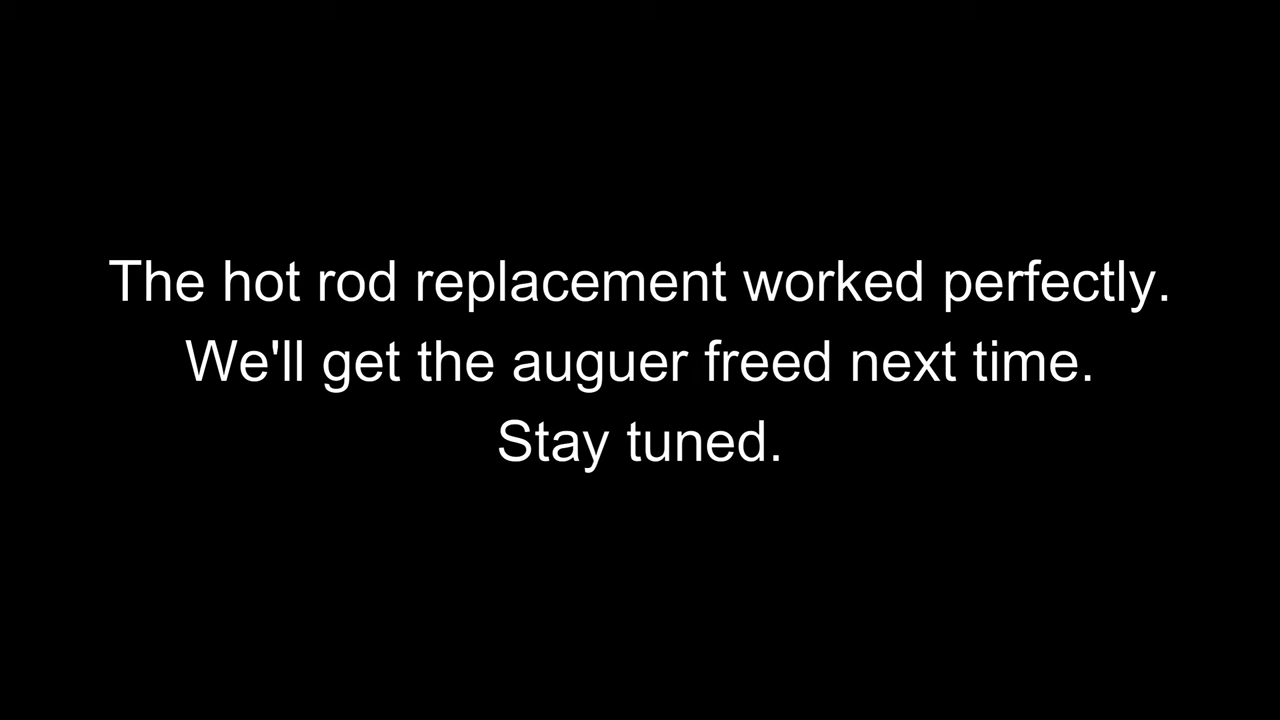 The hot rod replacement worked perfectly.
We'll get the auguer freed next time.
Stay tuned.